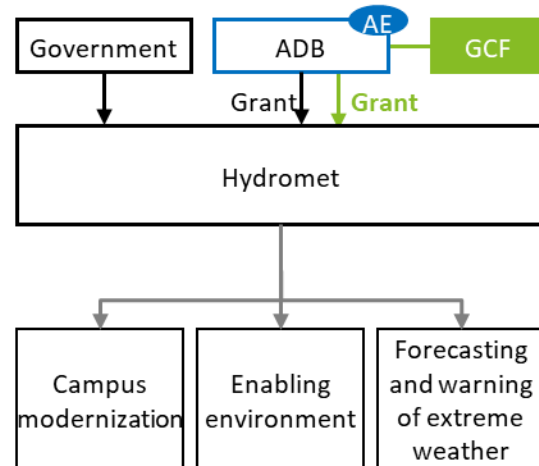 AE
Government
ADB
GCF
Grant
Grant
Hydromet
Campus
modernization
Enabling
environment
Forecasting
and warning
of extreme
weather